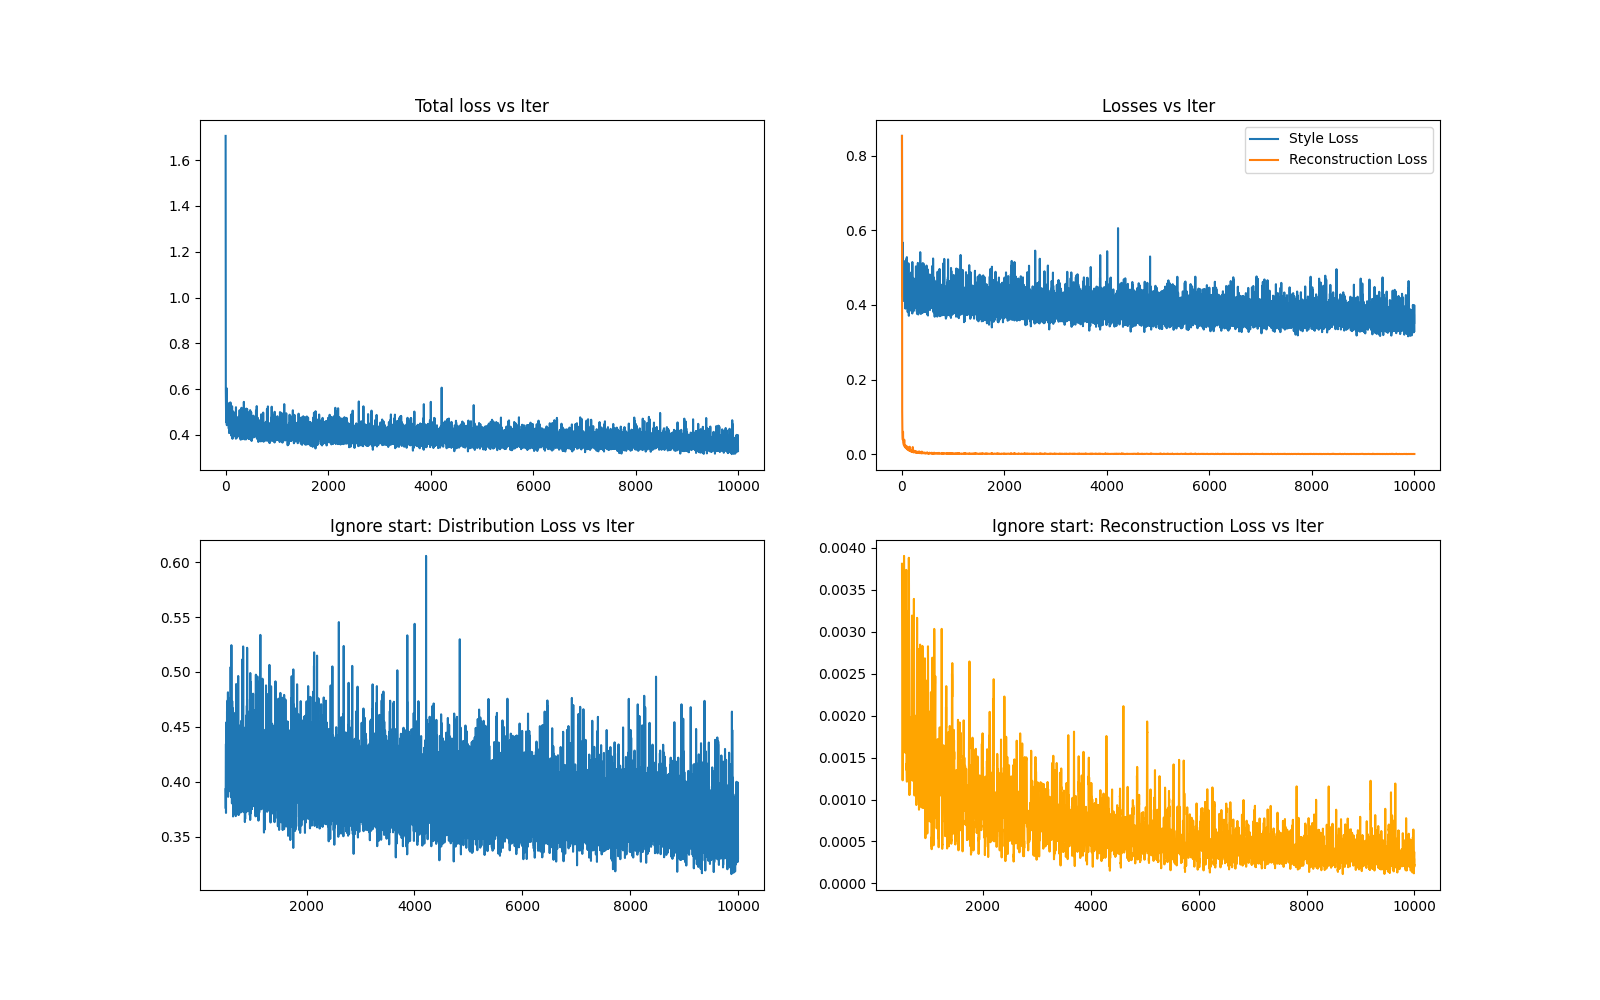 Total loss vs Iter
1.6
1.4
1.2
1.0
0.8
0.6
0.4
0 2000 4000 6000 8000 10000
Losses vs Iter
Style Loss
Reconstruction Loss
0.8
0.6
0.4
0.2
0.0
0 2000 4000 6000 8000 10000
Ignore start: Distribution Loss vs Iter
0.60
0.55
0.50
0.45
0.40
0.35
2000 4000 6000 8000 10000
Ignore start: Reconstruction Loss vs Iter
0.0040
0.0035
0.0030
0.0025
0.0020
0.0015
0.0010
0.0005
0.0000
2000 4000 6000 8000 10000